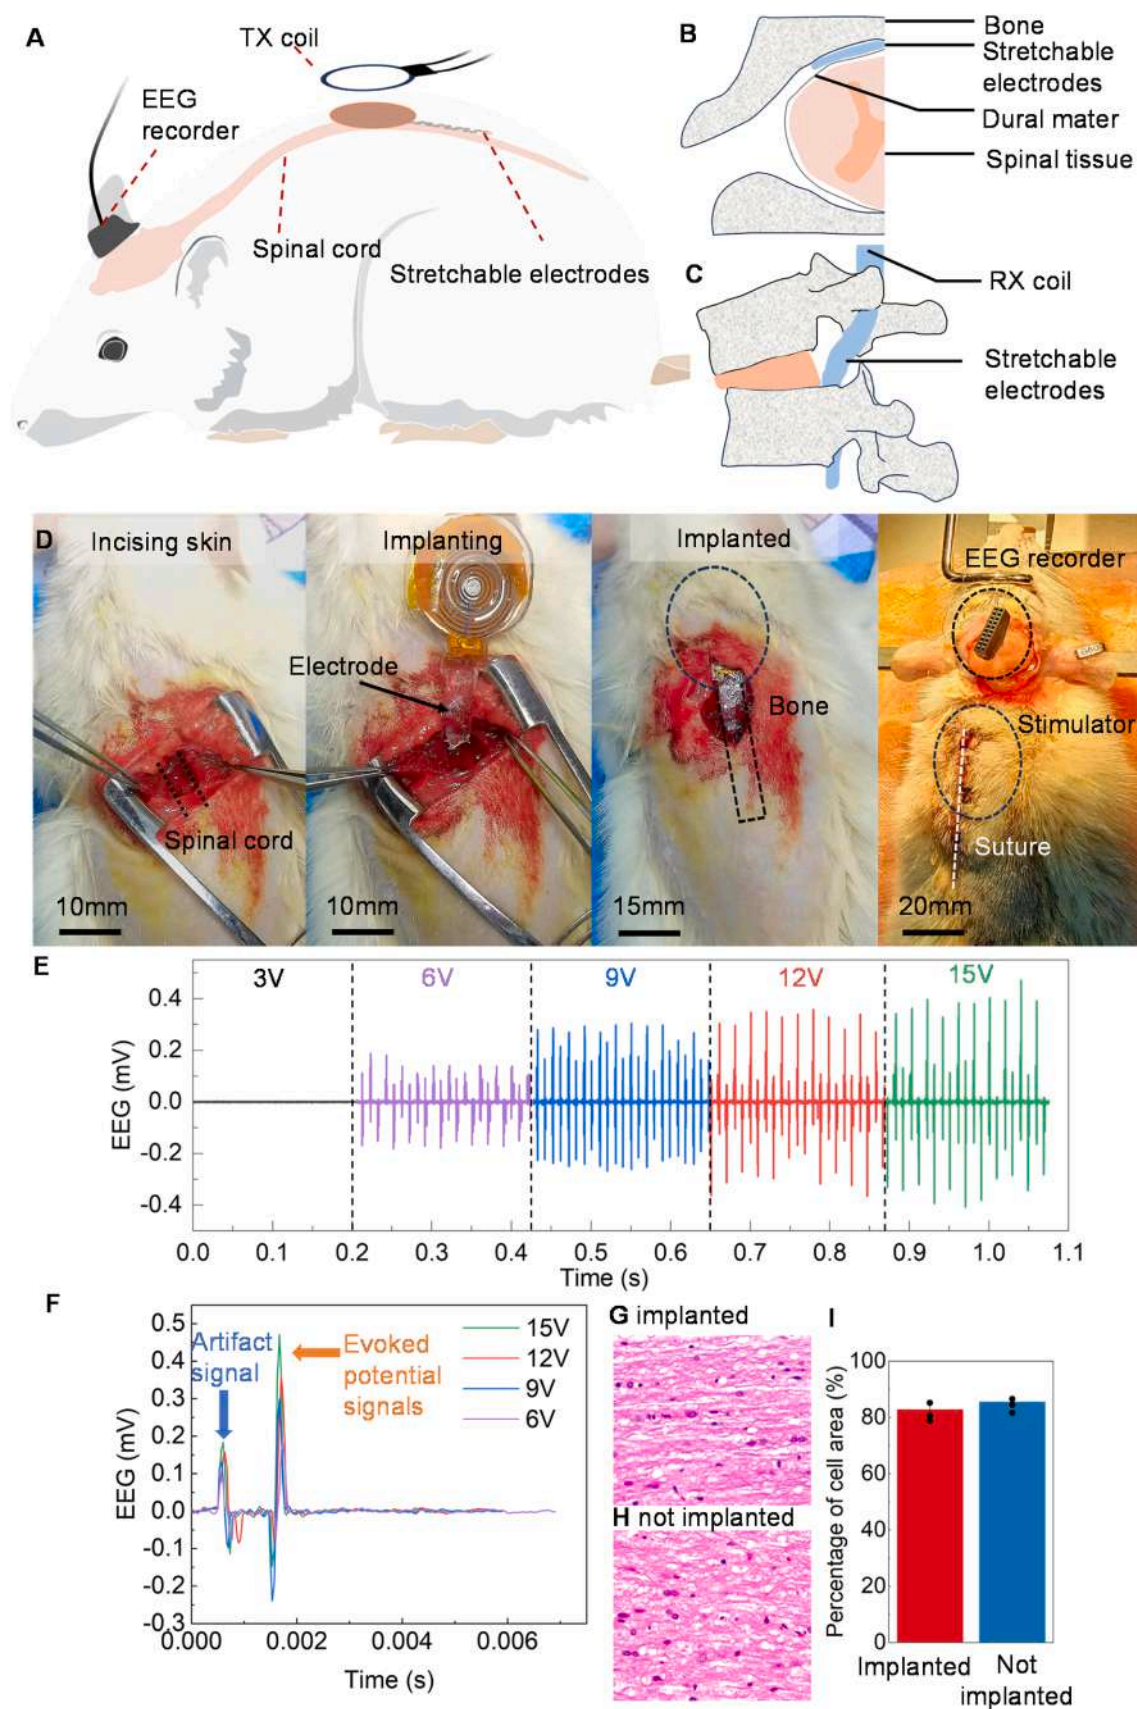 A
TX coil
EEG
recorder
Spinal cord
Stretchable electrodes
B
Bone
Stretchable
electrodes
Dural mater
Spinal tissue
C
RX coil
Stretchable
electrodes
D
Incising skin
Spinal cord
10mm
Implanting
Electrode
10mm
Implanted
Bone
15mm
EEG recorder
Stimulator
Suture
20mm
E
3V 6V 9V 12V 15V
EEG (mV)
0.4
0.2
0.0
-0.2
-0.4
0.0 0.1 0.2 0.3 0.4 0.5 0.6 0.7 0.8 0.9 1.0 1.1
Time (s)
F
Artifact
signal
Evoked
potential
signals
15V
12V
9V
6V
EEG (mV)
0.5
0.4
0.3
0.2
0.1
0.0
-0.1
-0.2
-0.3
0.000 0.002 0.004 0.006
Time (s)
G implanted
H not implanted
I
Percentage of cell area (%)
100
80
60
40
20
0
Implanted
Not
implanted